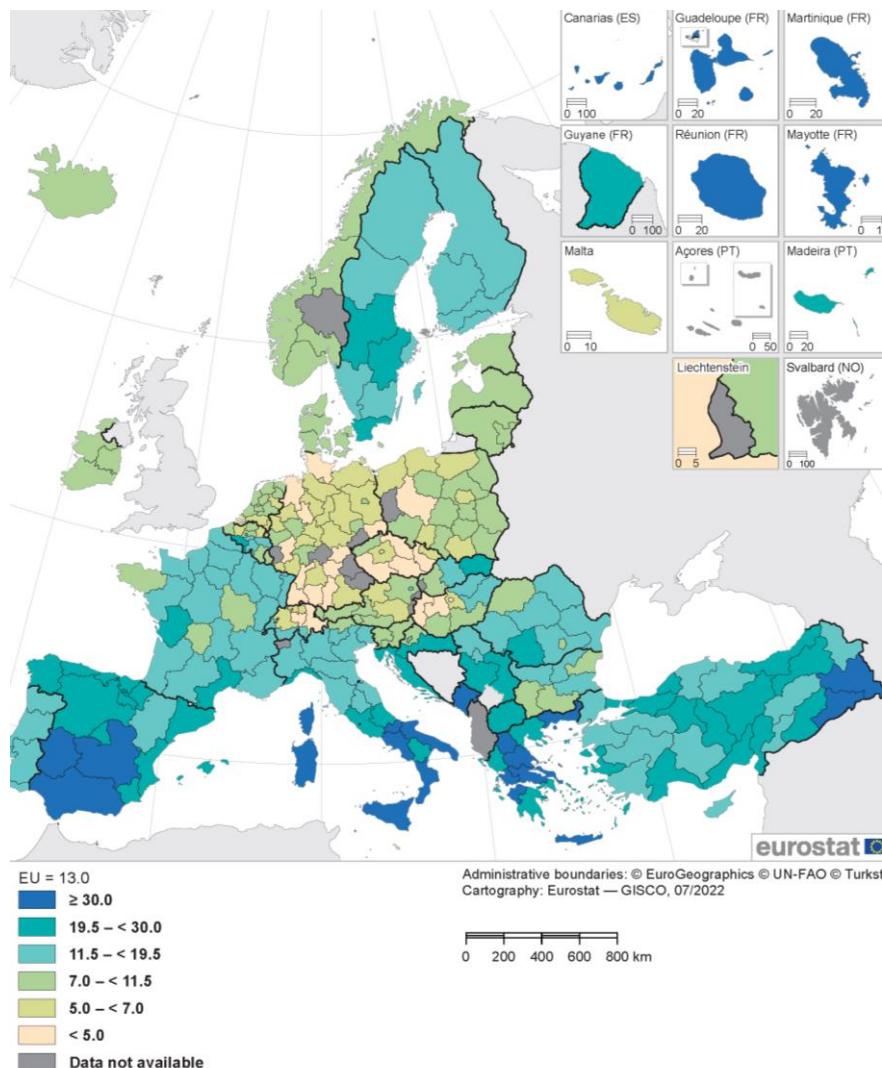 Canarias (ES)
0 100
Guadeloupe (FR)
0 20
Martinique (FR)
0 20
Guyane (FR)
0 100
Réunion (FR)
0 20
Mayotte (FR)
0 1
Malta
0 10
Açores (PT)
0 50
Madeira (PT)
0 20
Liechtenstein
0 5
Svalbard (NO)
0 100
eurostat
EU = 13.0
≥ 30.0
19.5 – < 30.0
11.5 – < 19.5
7.0 – < 11.5
5.0 – < 7.0
< 5.0
Data not available
Administrative boundaries: © EuroGeographics © UN-FAO © Turkst
Cartography: Eurostat — GISCO, 07/2022
0 200 400 600 800 km